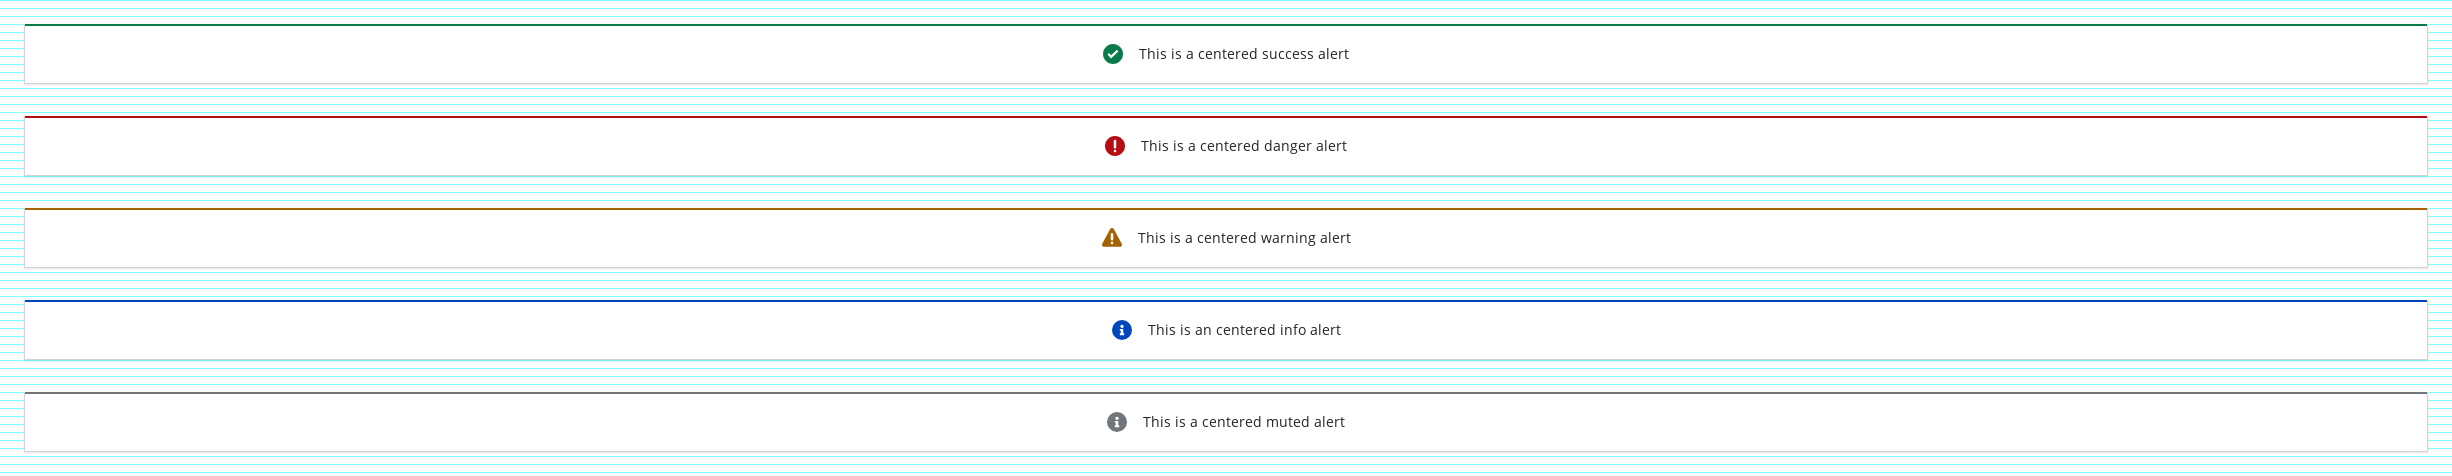 This is a centered success alert
This is a centered danger alert
This is a centered warning alert
This is an centered info alert
This is a centered muted alert